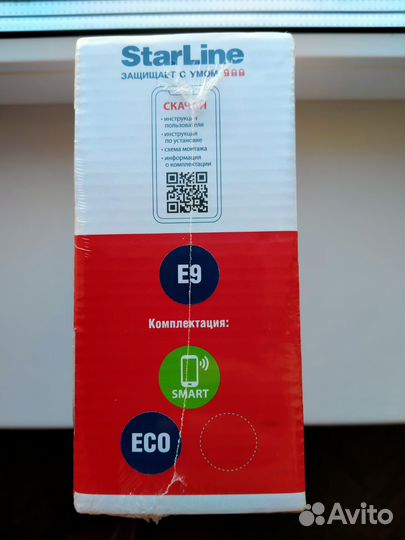 StarLine
ЗАЩИЩАЕТ С УМОМ
СКАЧАЙ
• инструкция
пользователя
• инструкция
по установке
• схема монтажа
• информация
о комплектации
E9
Комплектация:
SMART
ECO
Avito